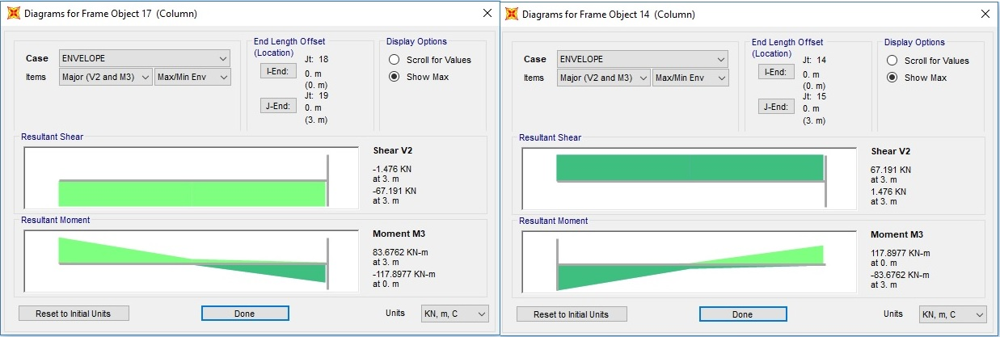 Diagrams for Frame Object 17 (Column)
End Length Offset
(Location)
Display Options
Case
ENVELOPE
Items
Major (V2 and M3)
Max/Min Env
I-End:
Jt: 18
0. m
(0. m)
J-End:
Jt: 19
0. m
(3. m)
Scroll for Values
Show Max
Resultant Shear
Shear V2
-1.476 KN
at 3. m
-67.191 KN
at 3. m
Resultant Moment
Moment M3
83.6762 KN-m
at 3. m
-117.8977 KN-m
at 0. m
Reset to Initial Units
Done
Units
KN, m, C
Diagrams for Frame Object 14 (Column)
End Length Offset
(Location)
Display Options
Case
ENVELOPE
Items
Major (V2 and M3)
Max/Min Env
I-End:
Jt: 14
0. m
(0. m)
J-End:
Jt: 15
0. m
(3. m)
Scroll for Values
Show Max
Resultant Shear
Shear V2
67.191 KN
at 3. m
1.476 KN
at 3. m
Resultant Moment
Moment M3
117.8977 KN-m
at 0. m
-83.6762 KN-m
at 3. m
Reset to Initial Units
Done
Units
KN, m, C